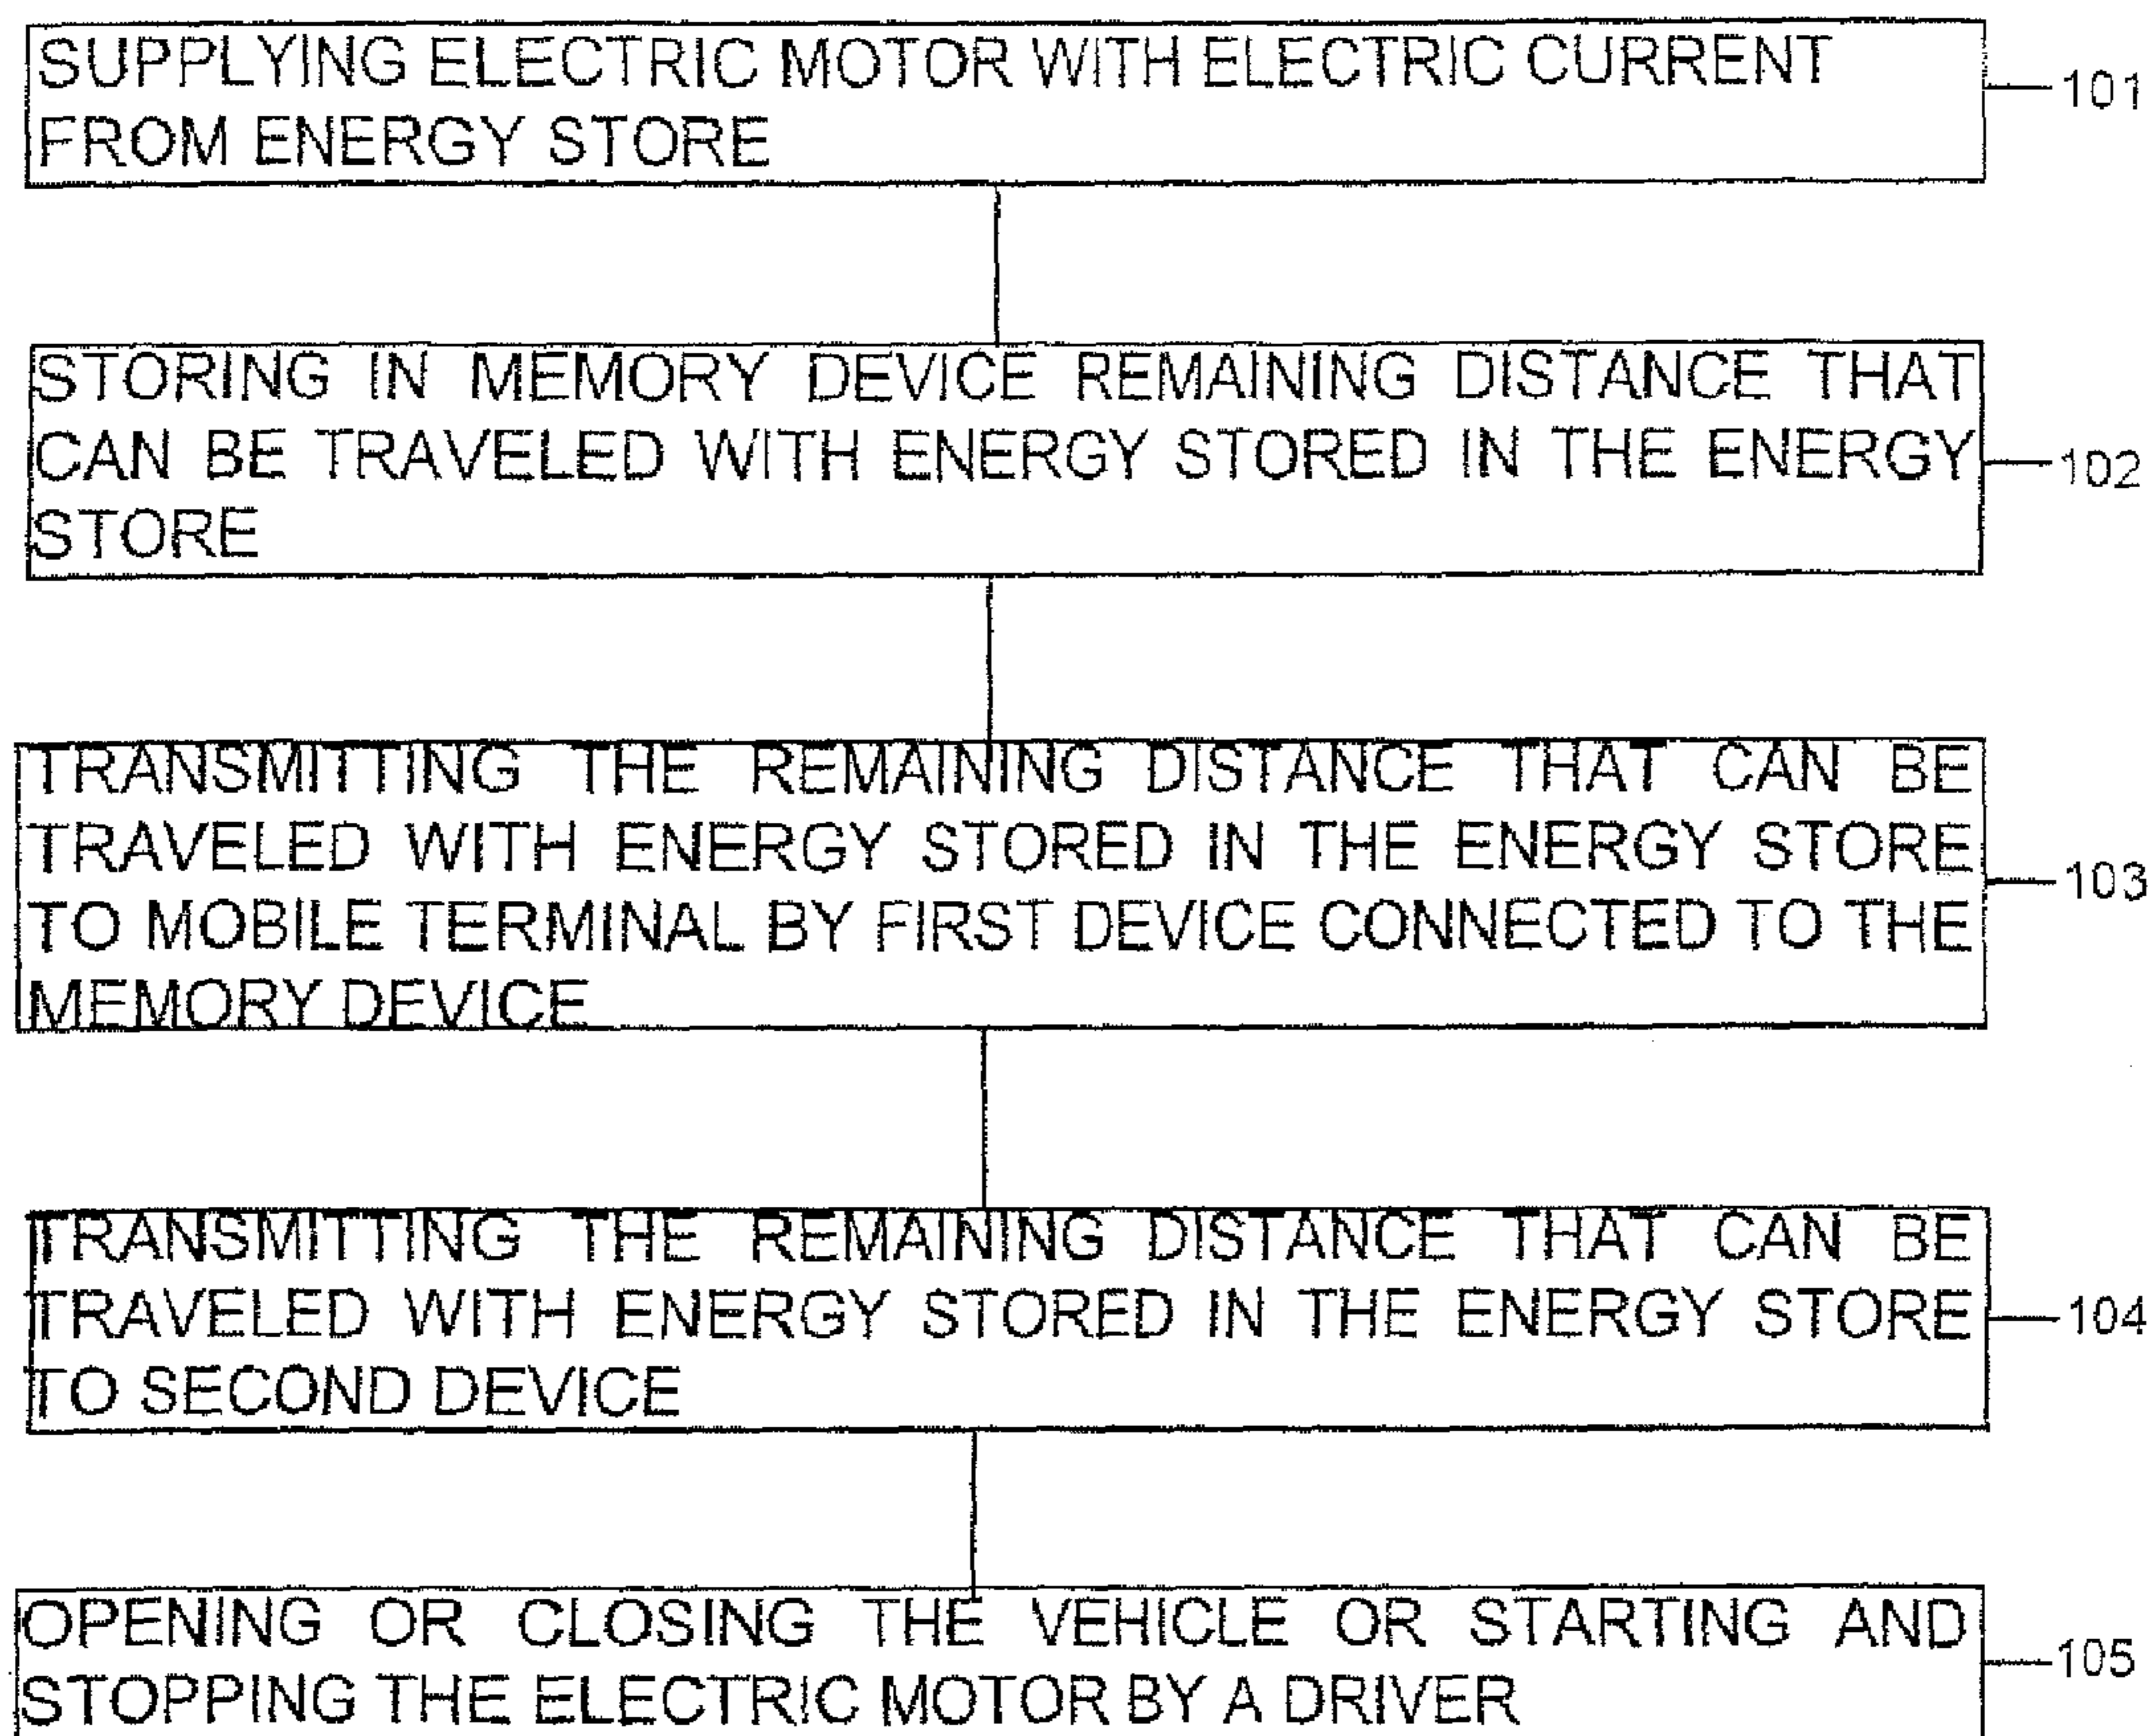 SUPPLYING ELECTRIC MOTOR WITH ELECTRIC CURRENT
FROM ENERGY STORE
101
STORING IN MEMORY DEVICE REMAINING DISTANCE THAT
CAN BE TRAVELED WITH ENERGY STORED IN THE ENERGY
STORE
102
TRANSMITTING THE REMAINING DISTANCE THAT CAN BE
TRAVELED WITH ENERGY STORED IN THE ENERGY STORE
TO MOBILE TERMINAL BY FIRST DEVICE CONNECTED TO THE
MEMORY DEVICE
103
TRANSMITTING THE REMAINING DISTANCE THAT CAN BE
TRAVELED WITH ENERGY STORED IN THE ENERGY STORE
TO SECOND DEVICE
104
OPENING OR CLOSING THE VEHICLE OR STARTING AND
STOPPING THE ELECTRIC MOTOR BY A DRIVER
105